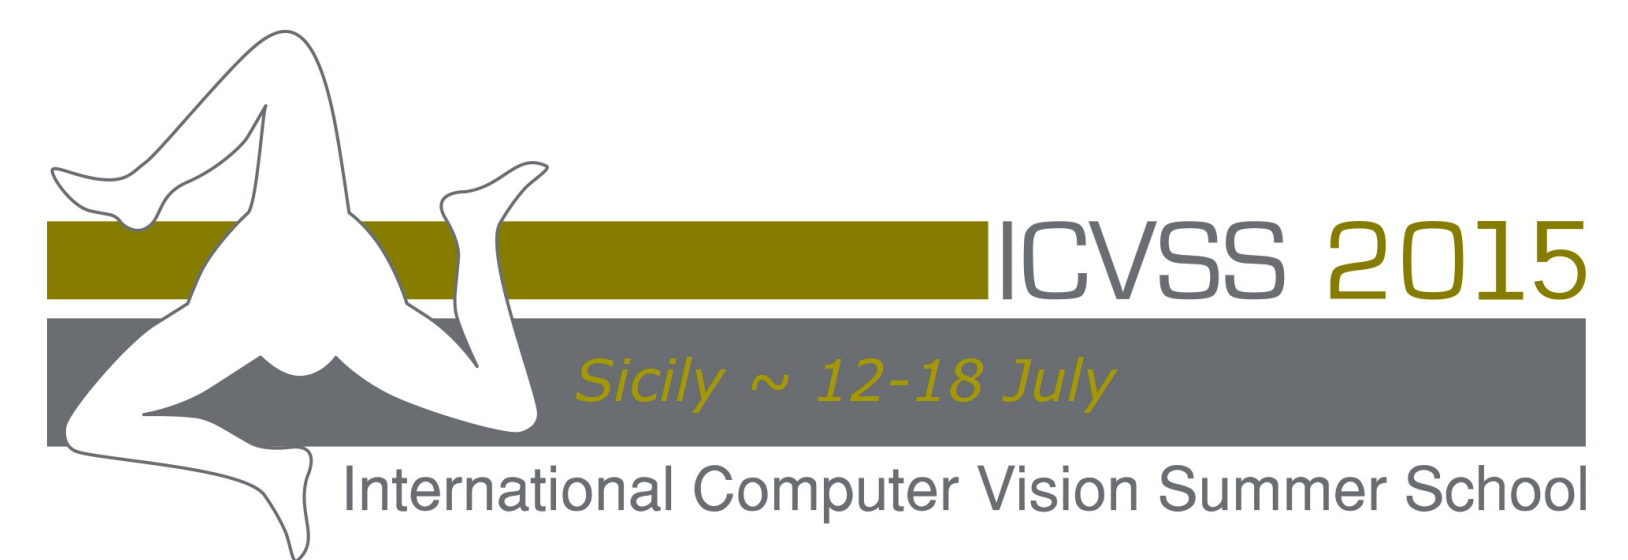 ICVSS 2015
Sicily ~ 12-18 July
International Computer Vision Summer School